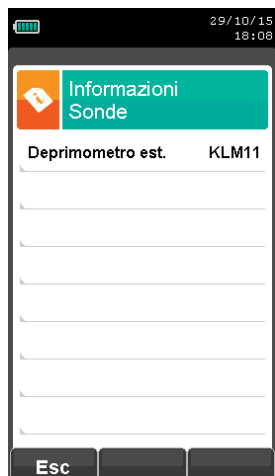 29/10/15
18:08
Informazioni
Sonde
Deprimometro est. KLM11
Esc